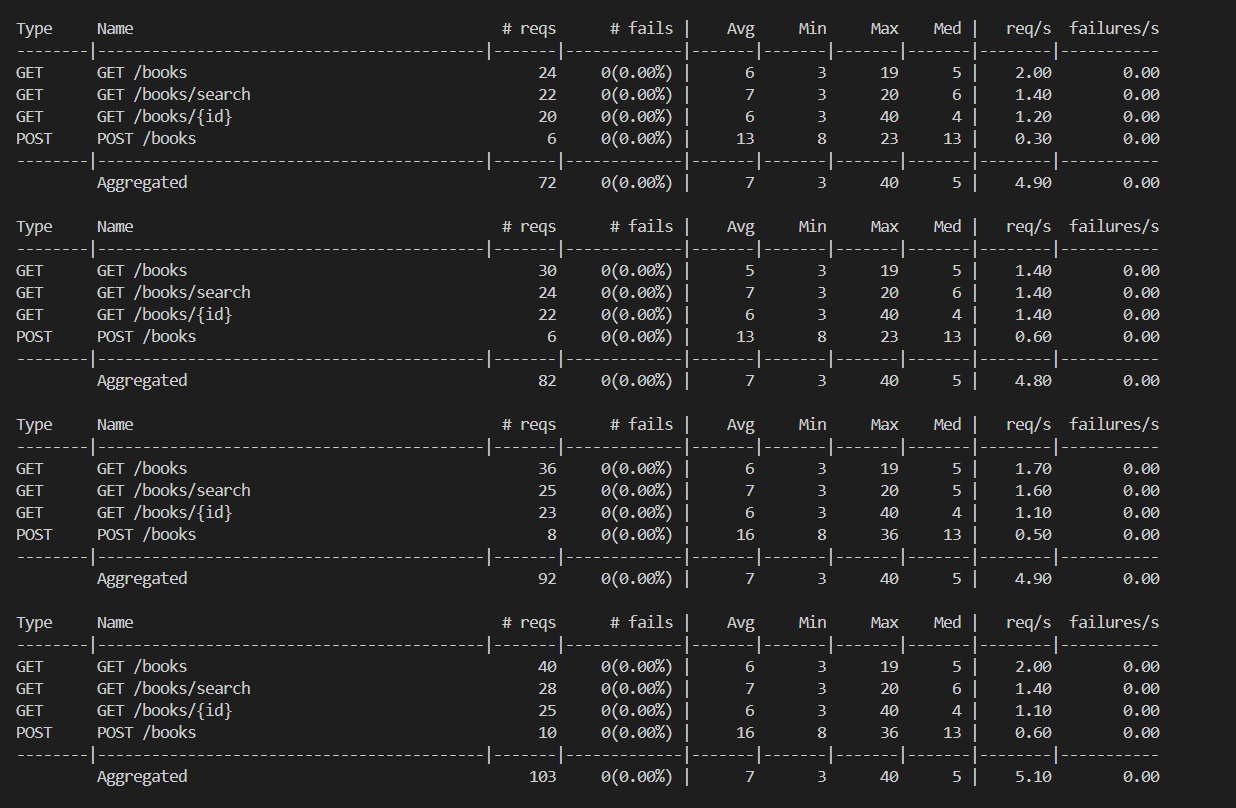 Type     Name                                          # reqs      # fails |    Avg     Min     Max    Med |   req/s  failures/s
--------|-------------------------------------------|-------|-------------|-------|-------|-------|-------|--------|-----------
GET      GET /books                                        24     0(0.00%) |      6       3      19      5 |    2.00        0.00
GET      GET /books/search                                 22     0(0.00%) |      7       3      20      6 |    1.40        0.00
GET      GET /books/{id}                                   20     0(0.00%) |      6       3      40      4 |    1.20        0.00
POST     POST /books                                        6     0(0.00%) |     13       8      23     13 |    0.30        0.00
--------|-------------------------------------------|-------|-------------|-------|-------|-------|-------|--------|-----------
         Aggregated                                        72     0(0.00%) |      7       3      40      5 |    4.90        0.00
Type     Name                                          # reqs      # fails |    Avg     Min     Max    Med |   req/s  failures/s
--------|-------------------------------------------|-------|-------------|-------|-------|-------|-------|--------|-----------
GET      GET /books                                        30     0(0.00%) |      5       3      19      5 |    1.40        0.00
GET      GET /books/search                                 24     0(0.00%) |      7       3      20      6 |    1.40        0.00
GET      GET /books/{id}                                   22     0(0.00%) |      6       3      40      4 |    1.40        0.00
POST     POST /books                                        6     0(0.00%) |     13       8      23     13 |    0.60        0.00
--------|-------------------------------------------|-------|-------------|-------|-------|-------|-------|--------|-----------
         Aggregated                                        82     0(0.00%) |      7       3      40      5 |    4.80        0.00
Type     Name                                          # reqs      # fails |    Avg     Min     Max    Med |   req/s  failures/s
--------|-------------------------------------------|-------|-------------|-------|-------|-------|-------|--------|-----------
GET      GET /books                                        36     0(0.00%) |      6       3      19      5 |    1.70        0.00
GET      GET /books/search                                 25     0(0.00%) |      7       3      20      5 |    1.60        0.00
GET      GET /books/{id}                                   23     0(0.00%) |      6       3      40      4 |    1.10        0.00
POST     POST /books                                        8     0(0.00%) |     16       8      36     13 |    0.50        0.00
--------|-------------------------------------------|-------|-------------|-------|-------|-------|-------|--------|-----------
         Aggregated                                        92     0(0.00%) |      7       3      40      5 |    4.90        0.00
Type     Name                                          # reqs      # fails |    Avg     Min     Max    Med |   req/s  failures/s
--------|-------------------------------------------|-------|-------------|-------|-------|-------|-------|--------|-----------
GET      GET /books                                        40     0(0.00%) |      6       3      19      5 |    2.00        0.00
GET      GET /books/search                                 28     0(0.00%) |      7       3      20      6 |    1.40        0.00
GET      GET /books/{id}                                   25     0(0.00%) |      6       3      40      4 |    1.10        0.00
POST     POST /books                                       10     0(0.00%) |     16       8      36     13 |    0.60        0.00
--------|-------------------------------------------|-------|-------------|-------|-------|-------|-------|--------|-----------
         Aggregated                                       103     0(0.00%) |      7       3      40      5 |    5.10        0.00